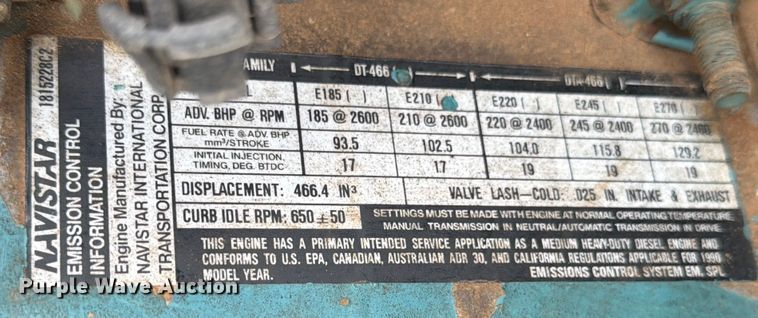 NAVISTAR 1815228C2
EMISSION CONTROL
INFORMATION
Engine Manufactured By:
NAVISTAR INTERNATIONAL
TRANSPORTATION CORP.
AMILY DT-466 ( ) DTA-466 ( )
L E185 ( ) E210 ( ) E220 ( ) E245 ( ) E270 ( )
ADV. BHP @ RPM 185 @ 2600 210 @ 2600 220 @ 2400 245 @ 2400 270 @ 2400
FUEL RATE @ ADV. BHP
mm³/STROKE 93.5 102.5 104.0 115.8 129.2
INITIAL INJECTION,
TIMING, DEG. BTDC 17 17 19 19 19
DISPLACEMENT: 466.4 IN³ VALVE LASH—COLD: .025 IN. INTAKE & EXHAUST
CURB IDLE RPM: 650 ± 50 SETTINGS MUST BE MADE WITH ENGINE AT NORMAL OPERATING TEMPERATURE
MANUAL TRANSMISSION IN NEUTRAL/AUTOMATIC TRANSMISSION IN DRIVE
THIS ENGINE HAS A PRIMARY INTENDED SERVICE APPLICATION AS A MEDIUM HEAVY-DUTY DIESEL ENGINE AND
CONFORMS TO U.S. EPA, CANADIAN, AUSTRALIAN ADR 30, AND CALIFORNIA REGULATIONS APPLICABLE FOR 1990
MODEL YEAR. EMISSIONS CONTROL SYSTEM EM, SPL
Purple Wave Auction